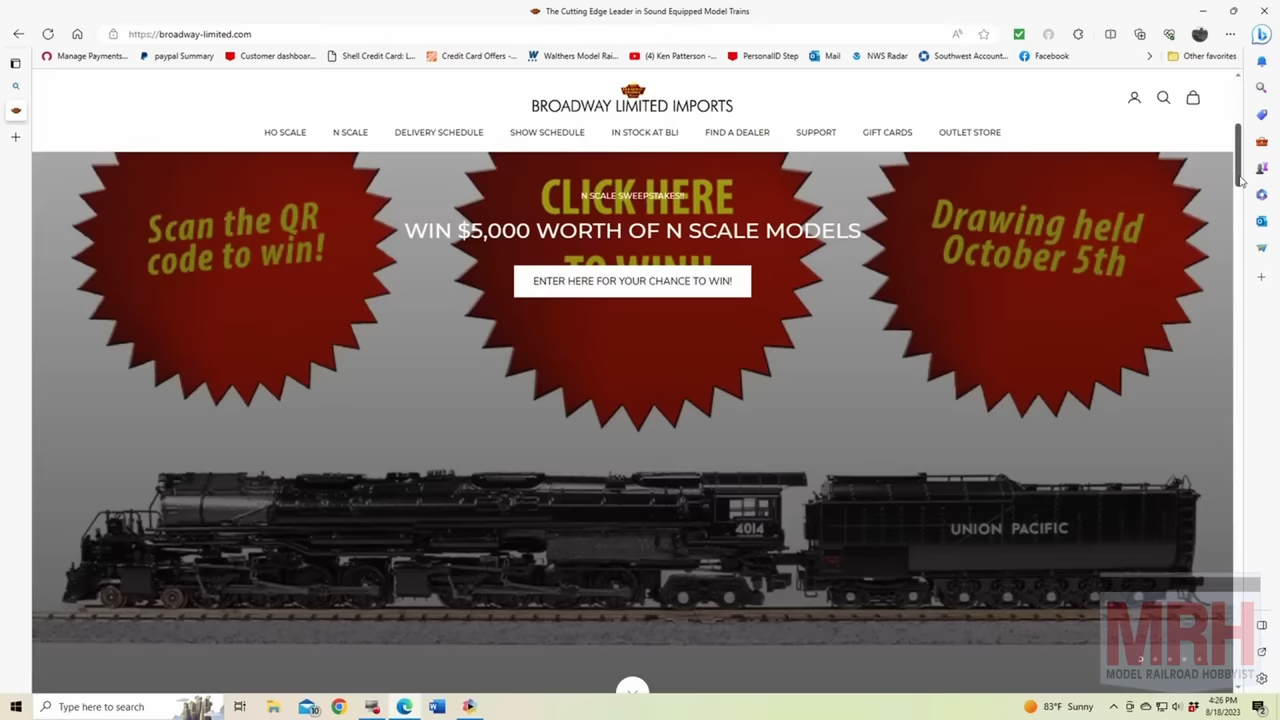 The Cutting Edge Leader in Sound Equipped Model Trains
https://broadway-limited.com
Manage Payments...
paypal Summary
Customer dashboar...
Shell Credit Card: L...
Credit Card Offers -...
Walthers Model Rai...
(4) Ken Patterson -...
PersonalID Step
Mail
NWS Radar
Southwest Account...
Facebook
Other favorites
BROADWAY LIMITED IMPORTS
HO SCALE
N SCALE
DELIVERY SCHEDULE
SHOW SCHEDULE
IN STOCK AT BLI
FIND A DEALER
SUPPORT
GIFT CARDS
OUTLET STORE
Scan the QR
code to win!
CLICK HERE
TO WIN!!
N SCALE SWEEPSTAKES!!
WIN $5,000 WORTH OF N SCALE MODELS
ENTER HERE FOR YOUR CHANCE TO WIN!
Drawing held
October 5th
4014
UNION PACIFIC
MRH
MODEL RAILROAD HOBBYIST
Type here to search
10
83°F Sunny
4:26 PM
8/18/2023
2